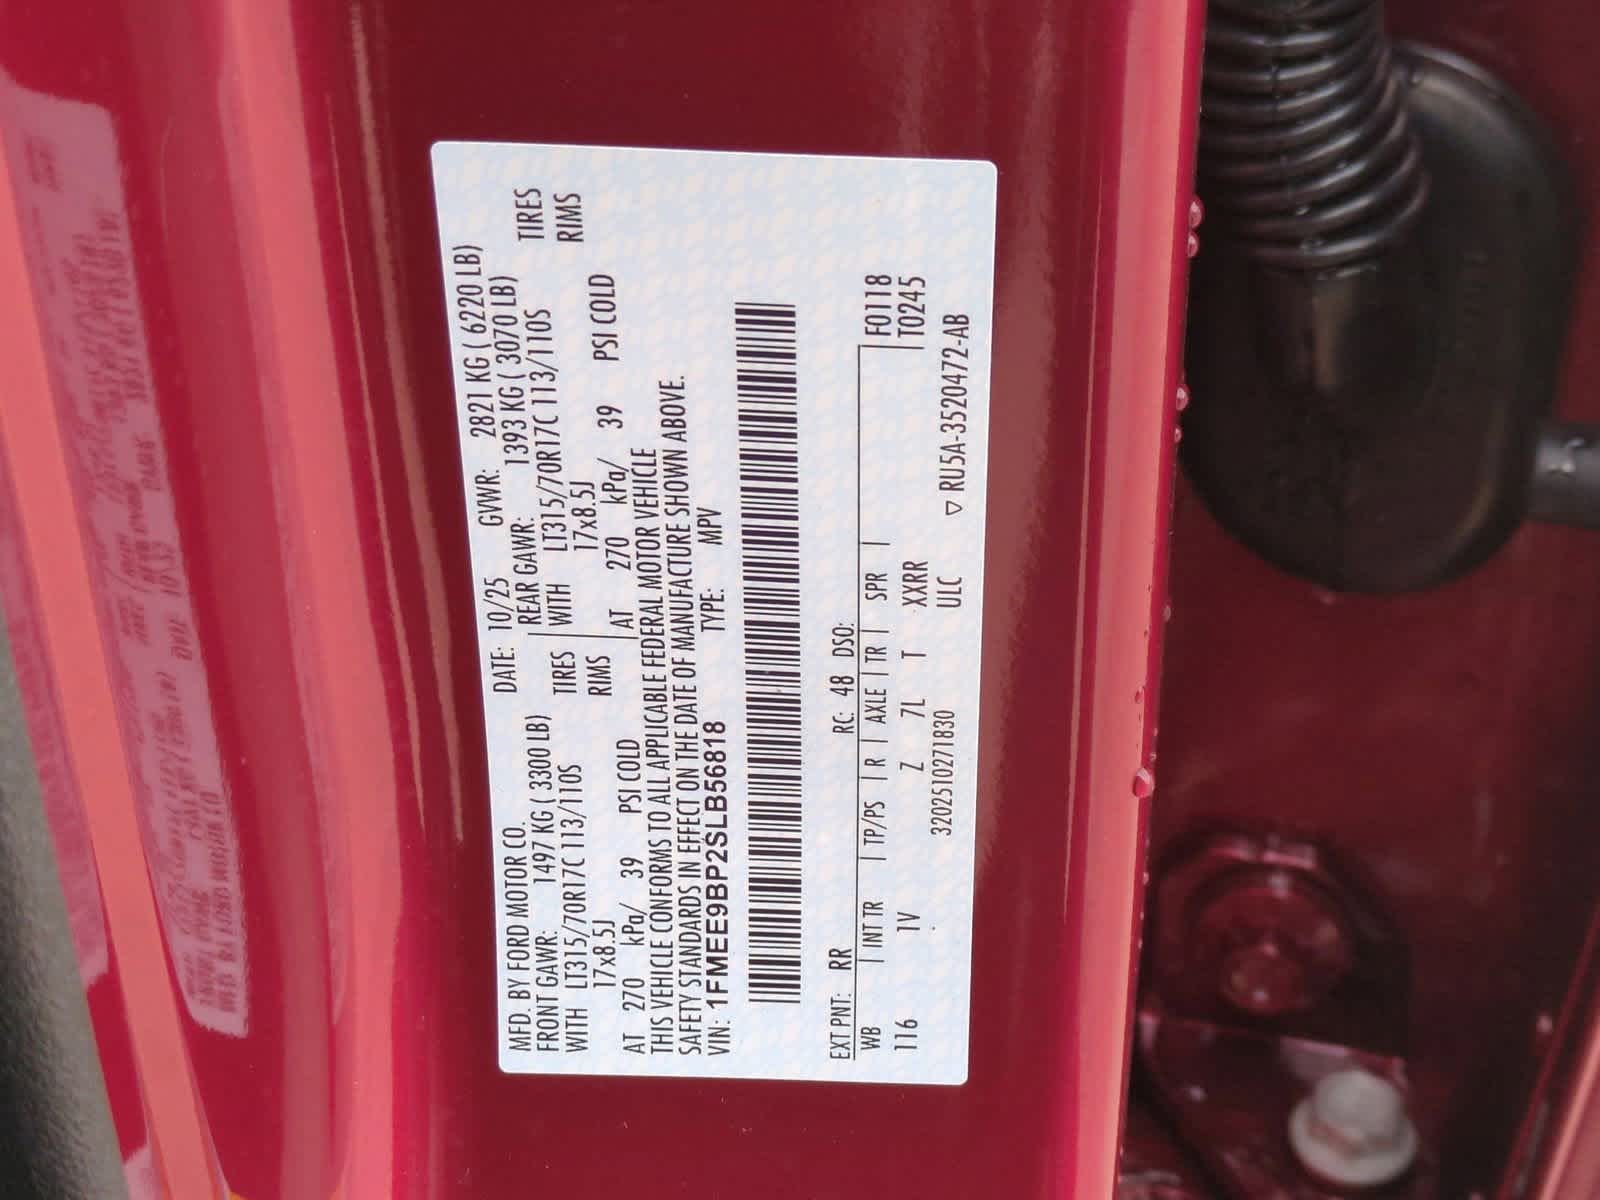 MFD. BY FORD MOTOR CO. DATE: 10/25 GVWR: 2821 KG ( 6220 LB)
FRONT GAWR: 1497 KG ( 3300 LB) REAR GAWR: 1393 KG ( 3070 LB)
WITH LT315/70R17C 113/110S TIRES WITH LT315/70R17C 113/110S TIRES
17x8.5J RIMS 17x8.5J RIMS
AT 270 kPa/ 39 PSI COLD AT 270 kPa/ 39 PSI COLD
THIS VEHICLE CONFORMS TO ALL APPLICABLE FEDERAL MOTOR VEHICLE
SAFETY STANDARDS IN EFFECT ON THE DATE OF MANUFACTURE SHOWN ABOVE.
VIN: 1FMEE9BP2SLB56818 TYPE: MPV
EXT PNT: RR RC: 48 DSO:
WB INT TR TP/PS R AXLE TR SPR F0118
116 1V Z 7L T XXRR T0245
3202510271830 ULC ▽ RU5A-3520472-AB